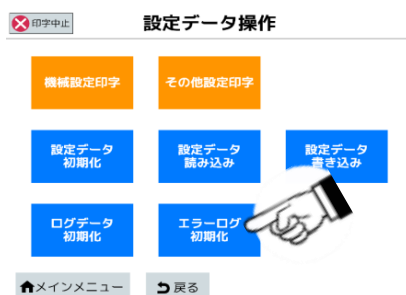 印字中止
設定データ操作
機械設定印字
その他設定印字
設定データ
初期化
設定データ
読み込み
設定データ
書き込み
ログデータ
初期化
エラーログ
初期化
メインメニュー
戻る